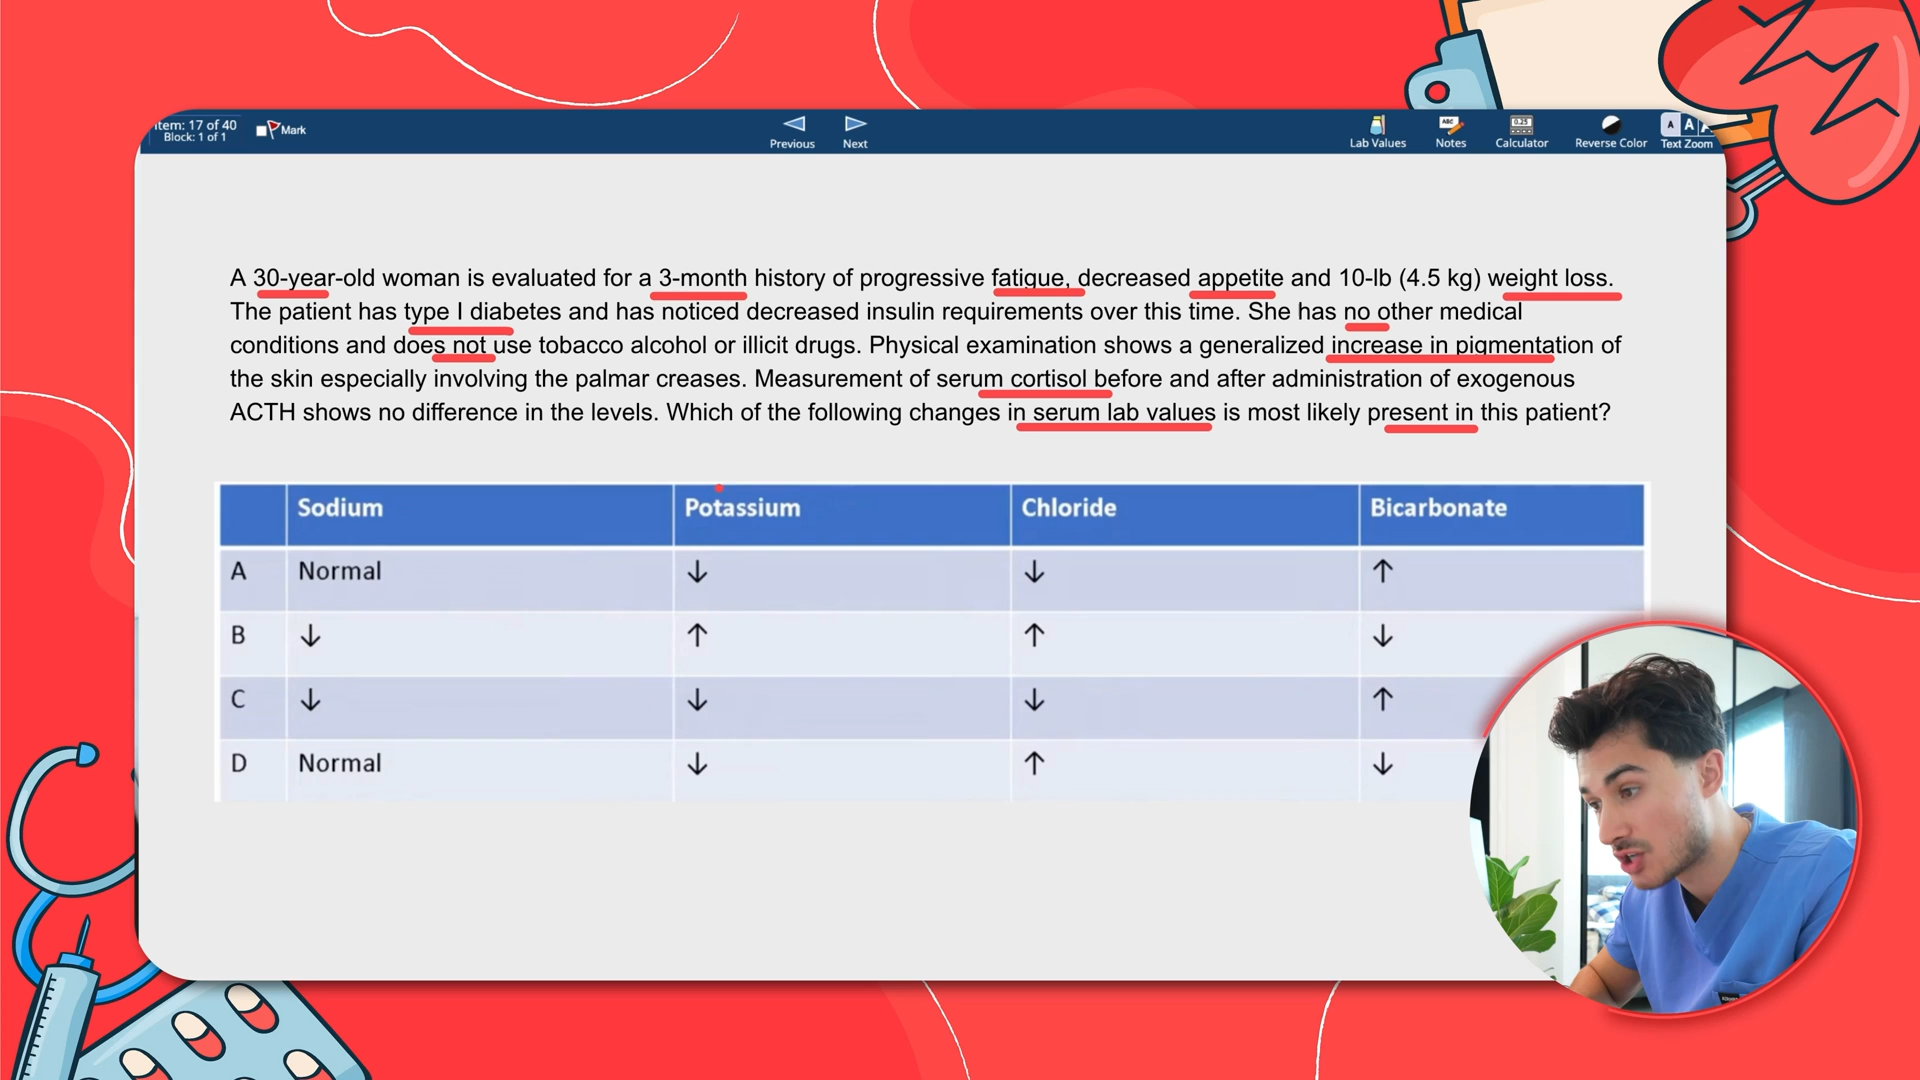 Item: 17 of 40
Block: 1 of 1
Mark
Previous
Next
Lab Values
ABC
Notes
0.25
Calculator
Reverse Color
A A A
Text Zoom
A 30-year-old woman is evaluated for a 3-month history of progressive fatigue, decreased appetite and 10-lb (4.5 kg) weight loss.
The patient has type I diabetes and has noticed decreased insulin requirements over this time. She has no other medical
conditions and does not use tobacco alcohol or illicit drugs. Physical examination shows a generalized increase in pigmentation of
the skin especially involving the palmar creases. Measurement of serum cortisol before and after administration of exogenous
ACTH shows no difference in the levels. Which of the following changes in serum lab values is most likely present in this patient?
Sodium Potassium Chloride Bicarbonate
A Normal ↓ ↓ ↑
B ↓ ↑ ↑ ↓
C ↓ ↓ ↓ ↑
D Normal ↓ ↑ ↓